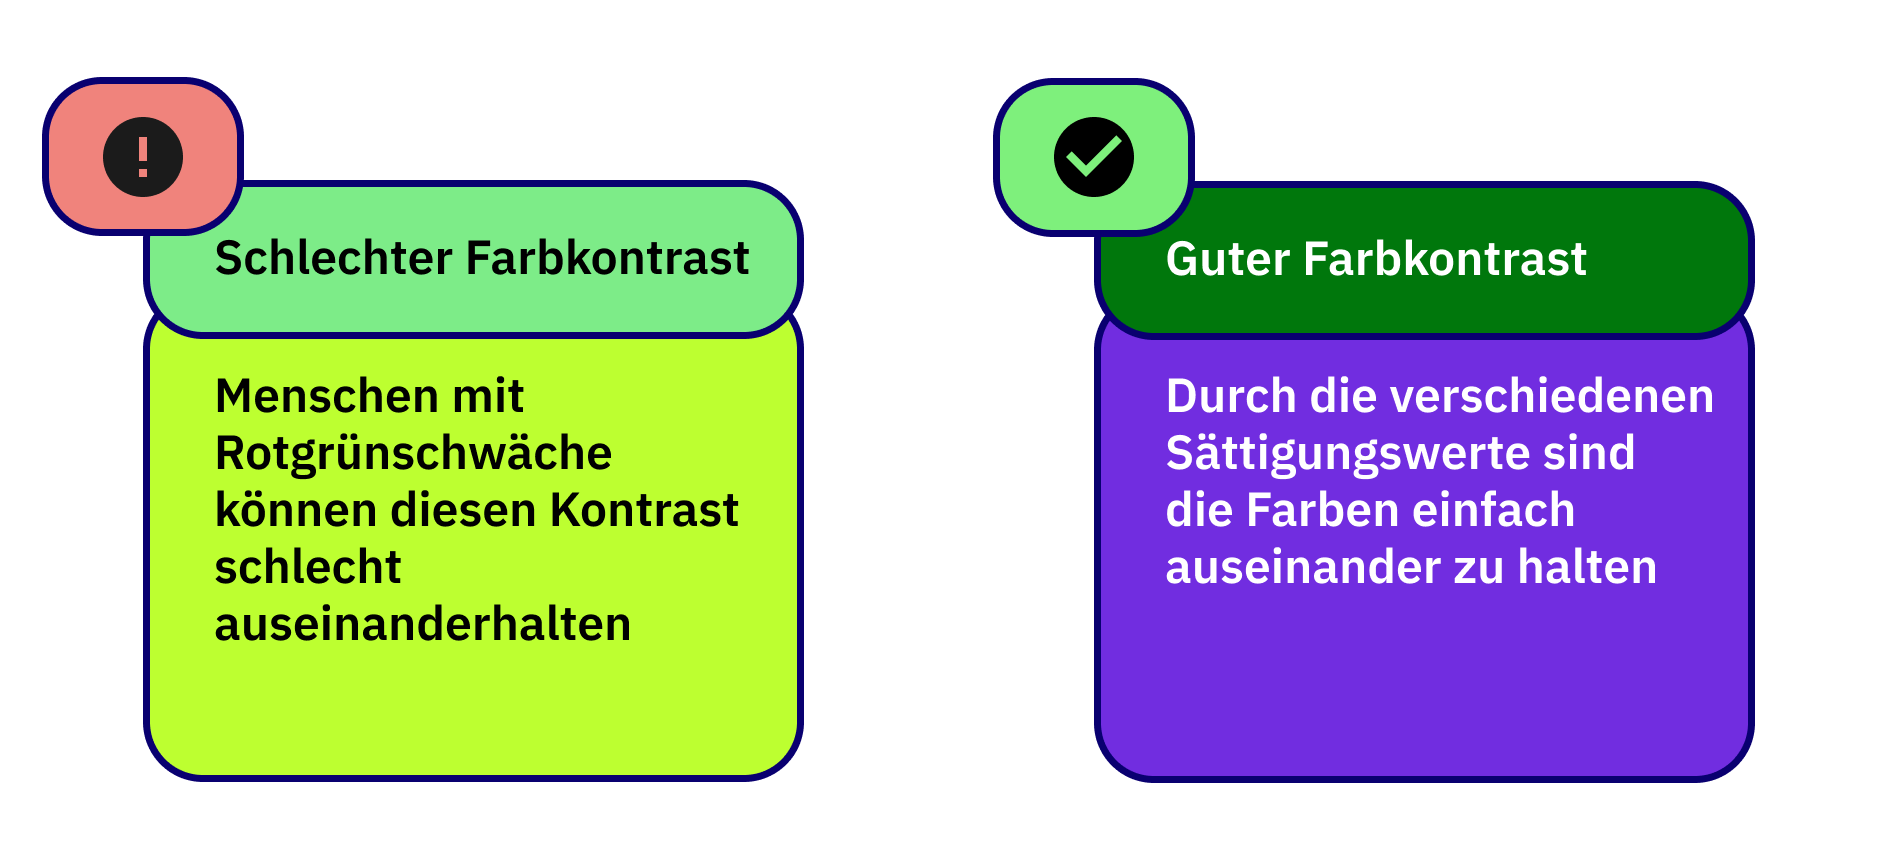 Schlechter Farbkontrast
Menschen mit
Rotgrünschwäche
können diesen Kontrast
schlecht
auseinanderhalten
Guter Farbkontrast
Durch die verschiedenen
Sättigungswerte sind
die Farben einfach
auseinander zu halten